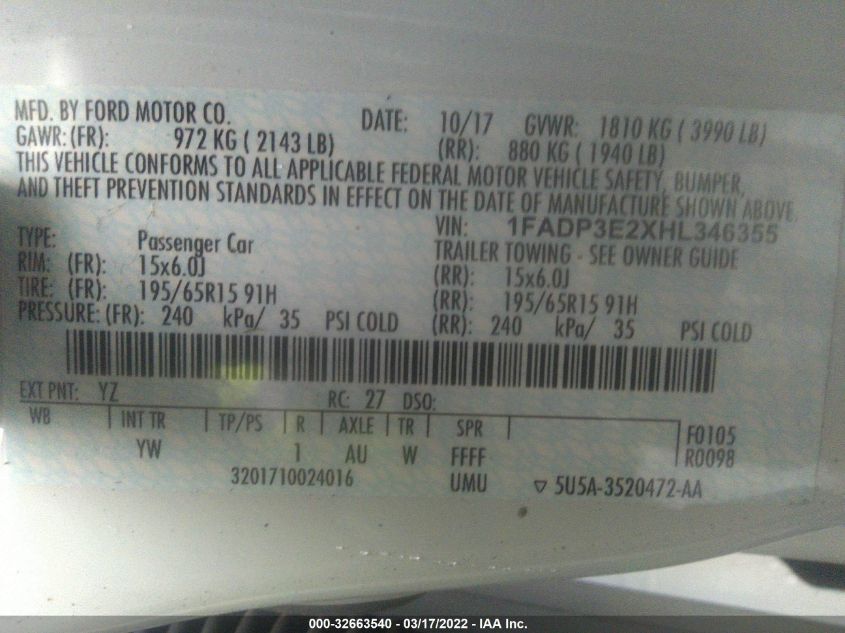 MFD. BY FORD MOTOR CO. DATE: 10/17 GVWR: 1810 KG ( 3990 LB)
GAWR: (FR): 972 KG ( 2143 LB) (RR): 880 KG ( 1940 LB)
THIS VEHICLE CONFORMS TO ALL APPLICABLE FEDERAL MOTOR VEHICLE SAFETY, BUMPER,
AND THEFT PREVENTION STANDARDS IN EFFECT ON THE DATE OF MANUFACTURE SHOWN ABOVE.
VIN: 1FADP3E2XHL346355
TYPE: Passenger Car TRAILER TOWING - SEE OWNER GUIDE
RIM: (FR): 15x6.0J (RR): 15x6.0J
TIRE: (FR): 195/65R15 91H (RR): 195/65R15 91H
PRESSURE: (FR): 240 kPa/ 35 PSI COLD (RR): 240 kPa/ 35 PSI COLD
EXT PNT: YZ RC: 27 DSO:
WB INT TR TP/PS R AXLE TR SPR F0105
YW 1 AU W FFFF R0098
3201710024016 UMU ▽ 5U5A-3520472-AA
000-32663540 - 03/17/2022 - IAA Inc.